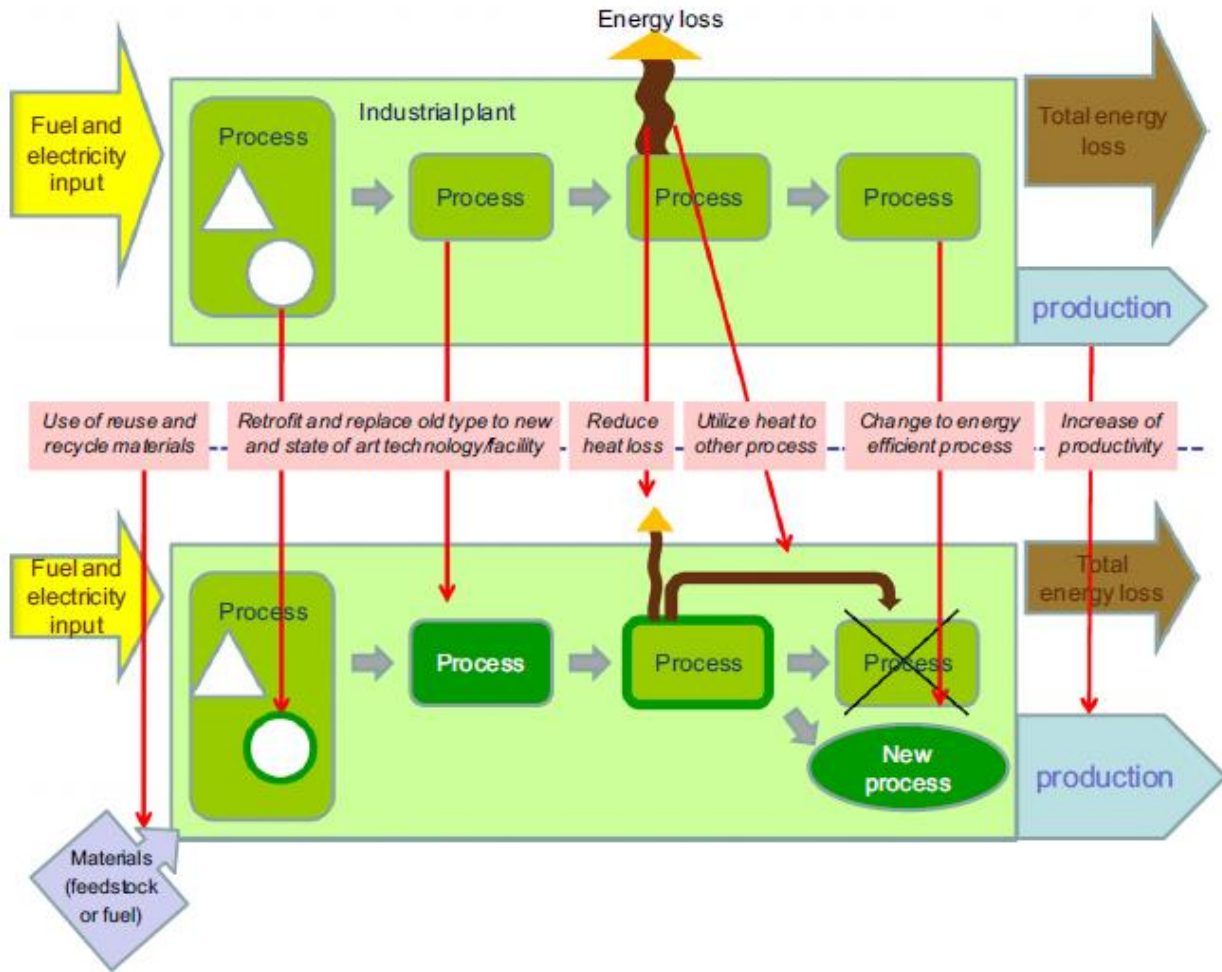 Energy loss
Fuel and
electricity
input
Process
Industrial plant
Process
Process
Process
Total energy
loss
production
Use of reuse and
recycle materials
Retrofit and replace old type to new
and state of art technology/facility
Reduce
heat loss
Utilize heat to
other process
Change to energy
efficient process
Increase of
productivity
Fuel and
electricity
input
Process
Process
Process
Process
New
process
Total
energy loss
production
Materials
(feedstock
or fuel)